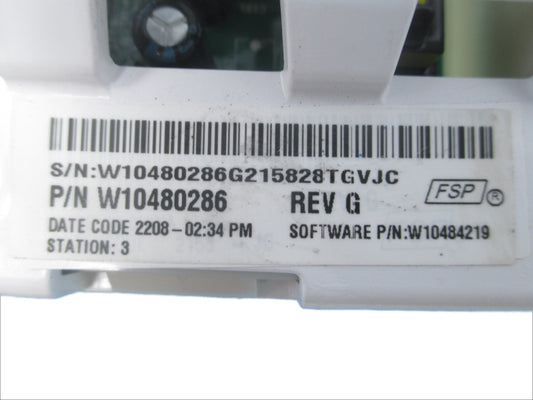 S/N:W10480286G215828TGVJC
P/N W10480286 REV G FSP ®
DATE CODE 2208-02:34 PM SOFTWARE P/N:W10484219
STATION: 3